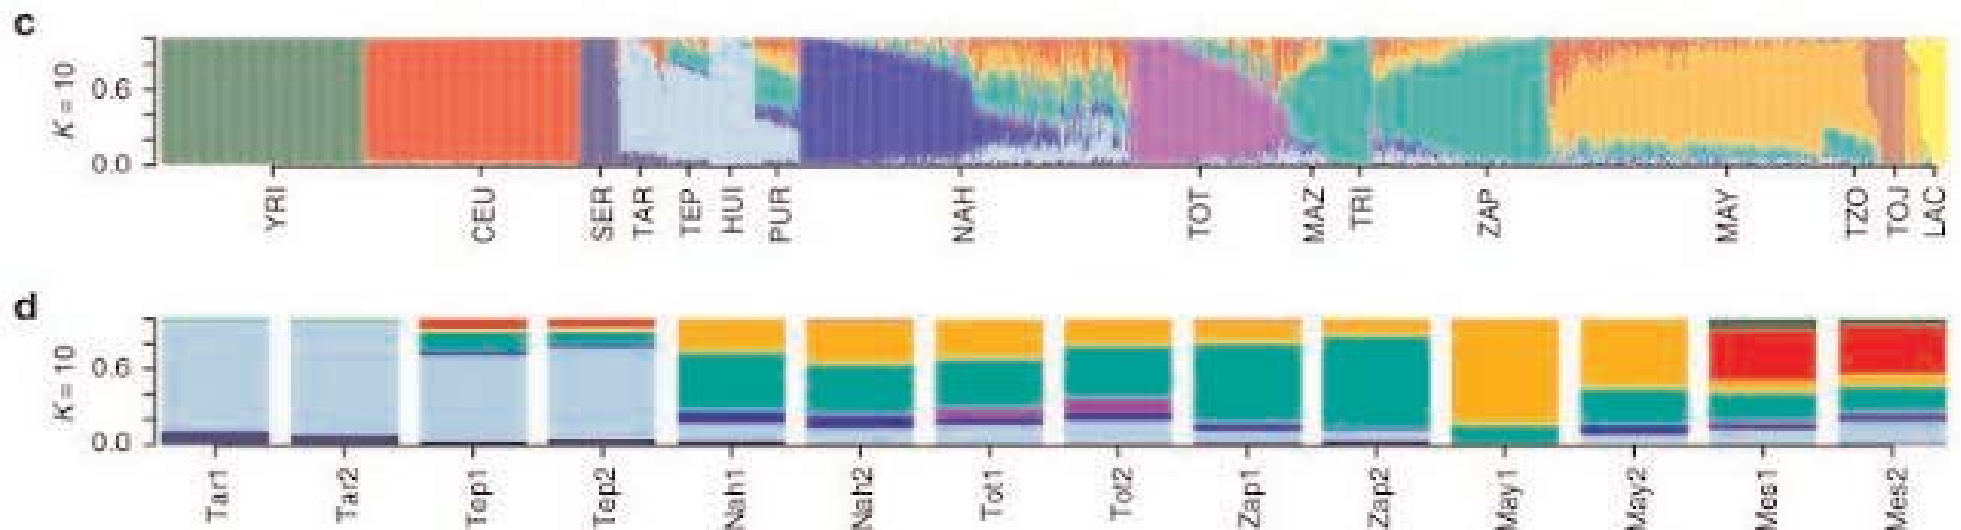 c
K = 10
0.6
0.0
YRI CEU SER TAR TEP HUI PUR NAH TOT MAZ TRI ZAP MAY TZO TOJ LAC
d
K = 10
0.6
0.0
Tar1 Tar2 Tep1 Tep2 Nah1 Nah2 Tot1 Tot2 Zap1 Zap2 May1 May2 Mes1 Mes2